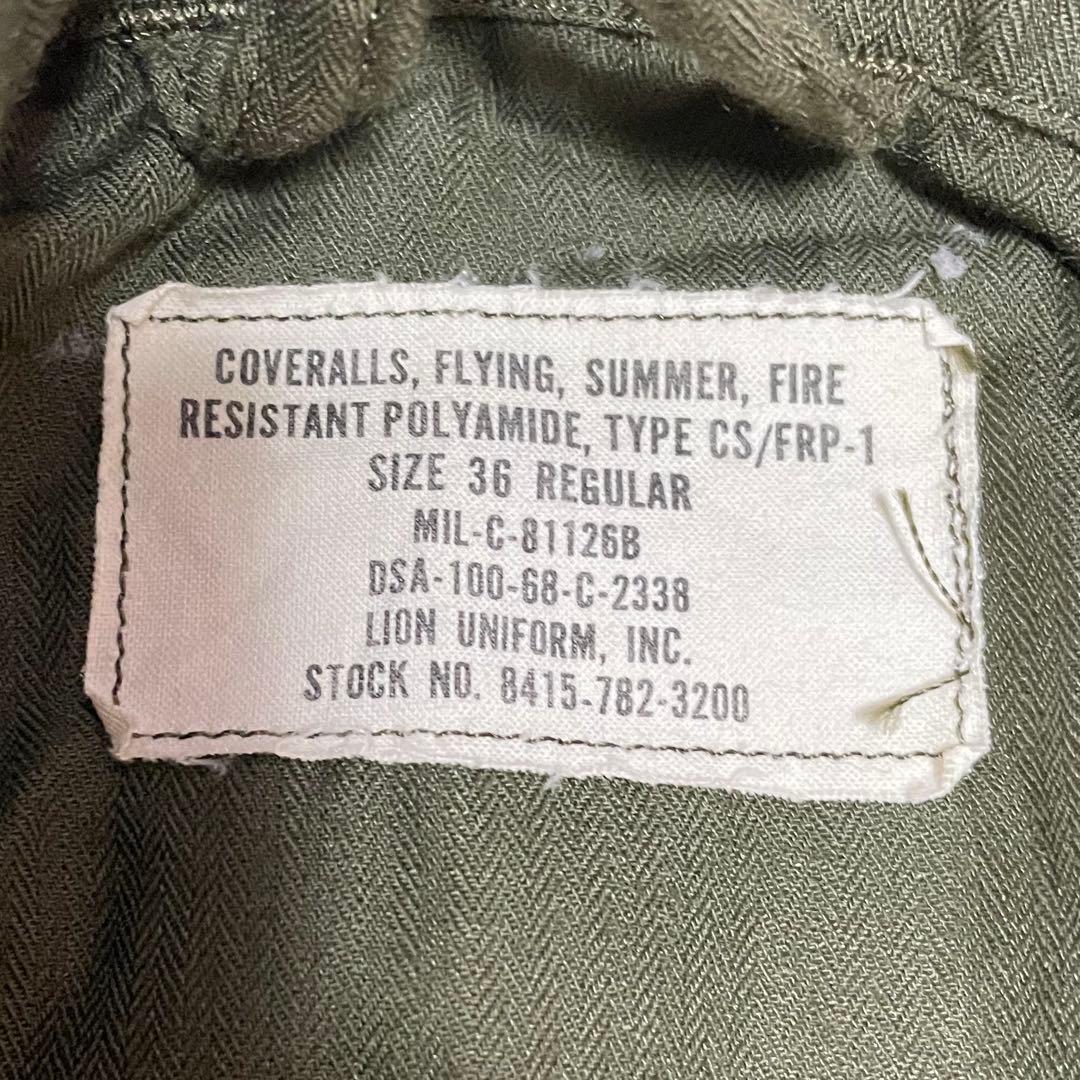 COVERALLS, FLYING, SUMMER, FIRE
RESISTANT POLYAMIDE, TYPE CS/FRP-1
SIZE 36 REGULAR
MIL-C-81126B
DSA-100-68-C-2338
LION UNIFORM, INC.
STOCK NO. 8415-782-3200